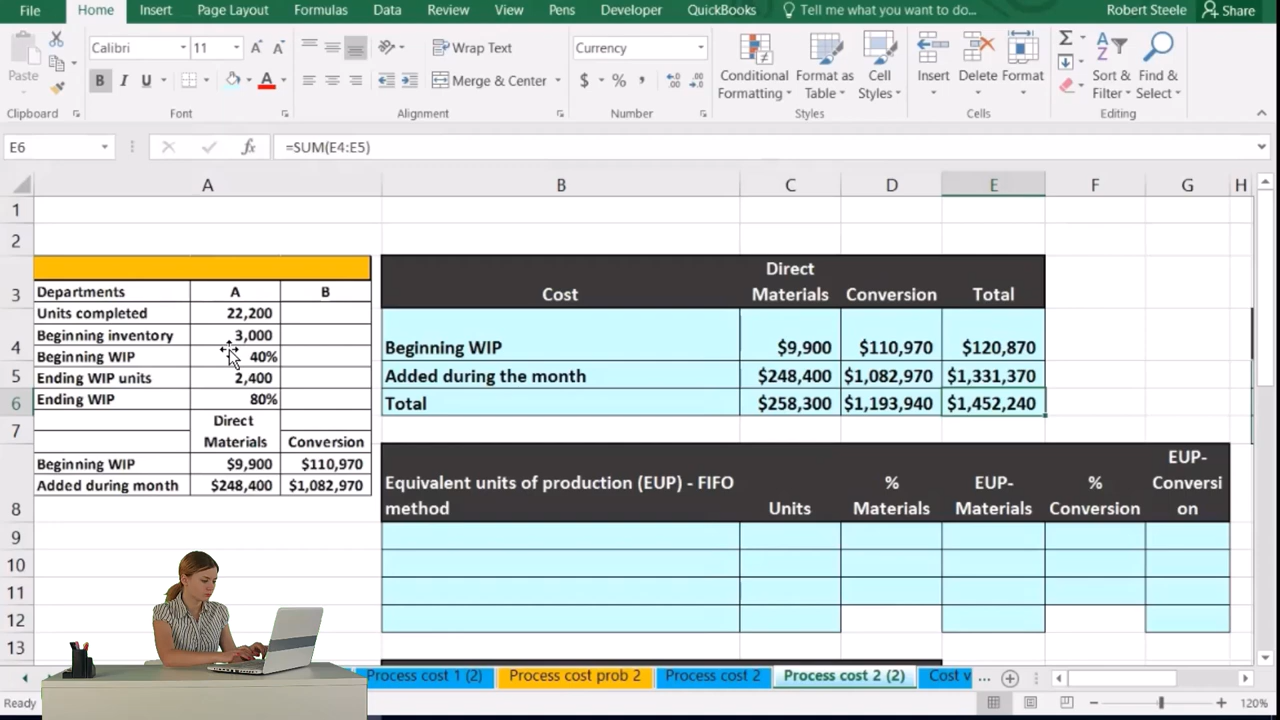 File Home Insert Page Layout Formulas Data Review View Pens Developer QuickBooks Tell me what you want to do... Robert Steele Share
Paste
Calibri 11
B I U
Wrap Text
Merge & Center
Currency
$ % ,
Conditional Formatting
Format as Table
Cell Styles
Insert Delete Format
Sort & Filter
Find & Select
Clipboard Font Alignment Number Styles Cells Editing
E6 fx =SUM(E4:E5)
A B C D E F G H
1
2
3
4
5
6
7
8
9
10
11
12
13
Departments A B
Units completed 22,200
Beginning inventory 3,000
Beginning WIP 40%
Ending WIP units 2,400
Ending WIP 80%
Direct
Materials Conversion
Beginning WIP $9,900 $110,970
Added during month $248,400 $1,082,970
Direct
Cost Materials Conversion Total
Beginning WIP $9,900 $110,970 $120,870
Added during the month $248,400 $1,082,970 $1,331,370
Total $258,300 $1,193,940 $1,452,240
EUP-
Equivalent units of production (EUP) - FIFO % EUP- % Conversi
method Units Materials Materials Conversion on
Process cost 1 (2) Process cost prob 2 Process cost 2 Process cost 2 (2) Cost v ...
Ready 120%